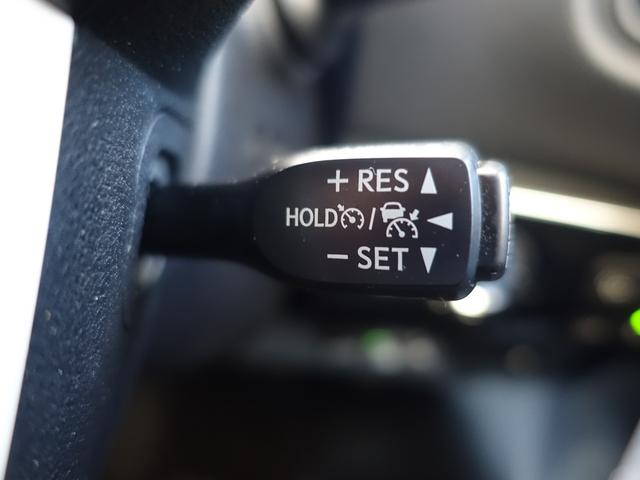 + RES ▲
HOLD / ◀
− SET ▼